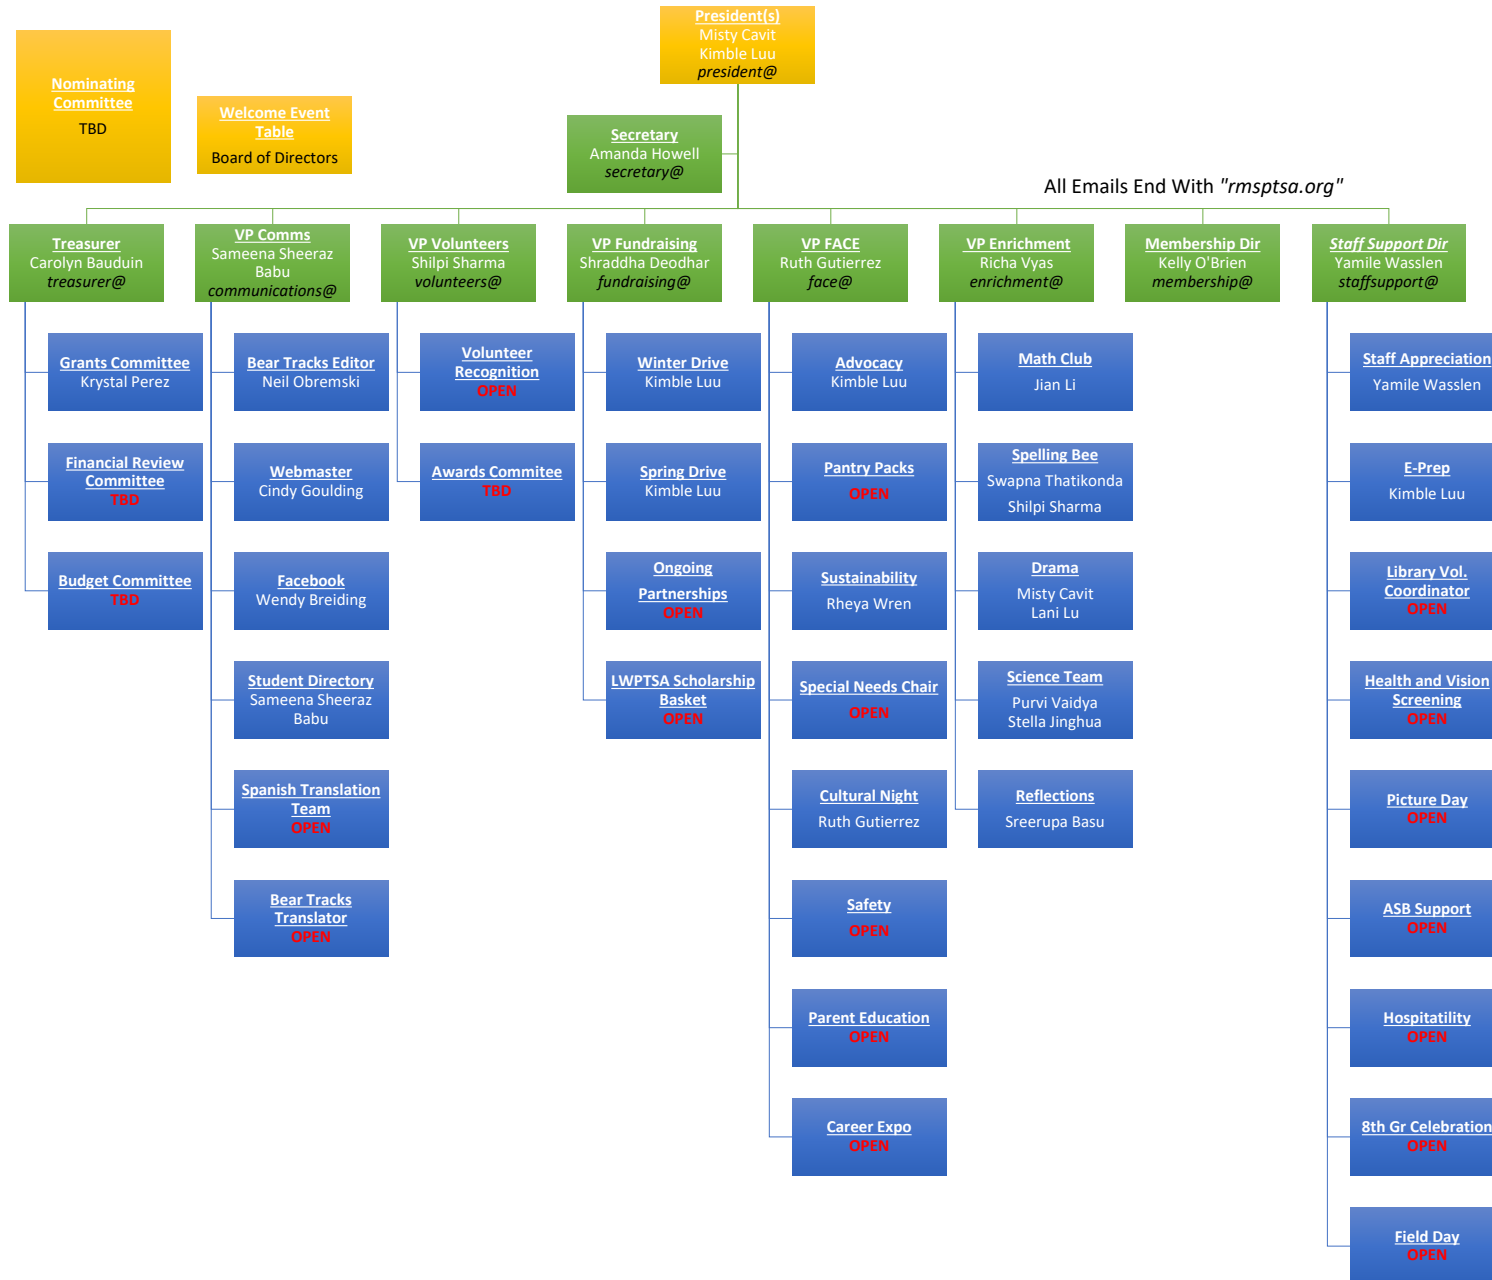 President(s)
Misty Cavit
Kimble Luu
president@
Nominating
Committee
TBD
Welcome Event
Table
Board of Directors
Secretary
Amanda Howell
secretary@
All Emails End With "rmsptsa.org"
Treasurer
Carolyn Bauduin
treasurer@
VP Comms
Sameena Sheeraz
Babu
communications@
VP Volunteers
Shilpi Sharma
volunteers@
VP Fundraising
Shraddha Deodhar
fundraising@
VP FACE
Ruth Gutierrez
face@
VP Enrichment
Richa Vyas
enrichment@
Membership Dir
Kelly O'Brien
membership@
Staff Support Dir
Yamile Wasslen
staffsupport@
Grants Committee
Krystal Perez
Financial Review
Committee
TBD
Budget Committee
TBD
Bear Tracks Editor
Neil Obremski
Webmaster
Cindy Goulding
Facebook
Wendy Breiding
Student Directory
Sameena Sheeraz
Babu
Spanish Translation
Team
OPEN
Bear Tracks
Translator
OPEN
Volunteer
Recognition
OPEN
Awards Commitee
TBD
Winter Drive
Kimble Luu
Spring Drive
Kimble Luu
Ongoing
Partnerships
OPEN
LWPTSA Scholarship
Basket
OPEN
Advocacy
Kimble Luu
Pantry Packs
OPEN
Sustainability
Rheya Wren
Special Needs Chair
OPEN
Cultural Night
Ruth Gutierrez
Safety
OPEN
Parent Education
OPEN
Career Expo
OPEN
Math Club
Jian Li
Spelling Bee
Swapna Thatikonda
Shilpi Sharma
Drama
Misty Cavit
Lani Lu
Science Team
Purvi Vaidya
Stella Jinghua
Reflections
Sreerupa Basu
Staff Appreciation
Yamile Wasslen
E-Prep
Kimble Luu
Library Vol.
Coordinator
OPEN
Health and Vision
Screening
OPEN
Picture Day
OPEN
ASB Support
OPEN
Hospitatility
OPEN
8th Gr Celebration
OPEN
Field Day
OPEN